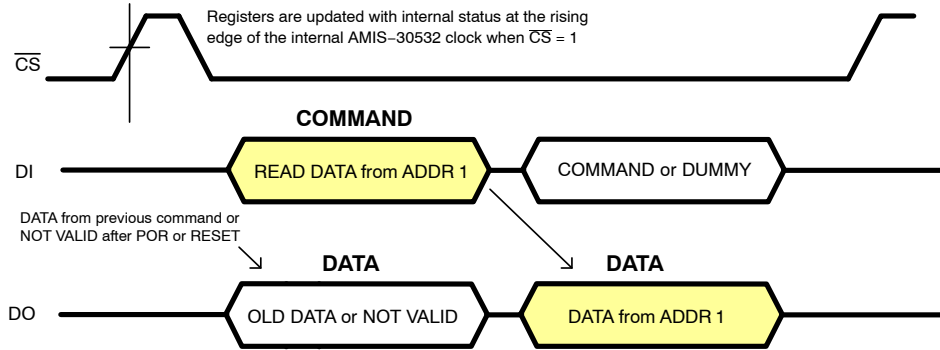 Registers are updated with internal status at the rising
edge of the internal AMIS−30532 clock when C̅S̅ = 1
C̅S̅
COMMAND
DI
READ DATA from ADDR 1
COMMAND or DUMMY
DATA from previous command or
NOT VALID after POR or RESET
DATA
DATA
DO
OLD DATA or NOT VALID
DATA from ADDR 1